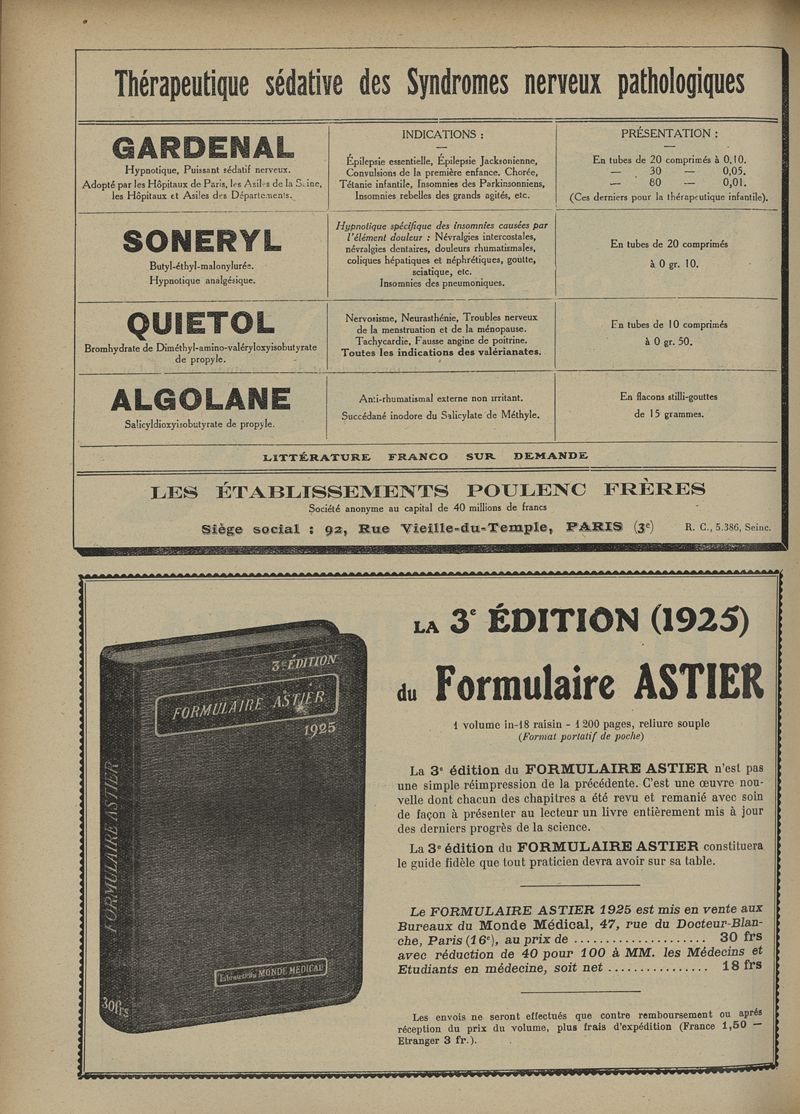 Thérapeutique sédative des Syndromes nerveux pathologiques
GARDENAL
Hypnotique, Puissant sédatif nerveux.
Adopté par les Hôpitaux de Paris, les Asiles de la Seine,
les Hôpitaux et Asiles des Départements.
INDICATIONS :
Épilepsie essentielle, Épilepsie Jacksonienne,
Convulsions de la première enfance. Chorée,
Tétanie infantile, Insomnies des Parkinsonniens,
Insomnies rebelles des grands agités, etc.
PRÉSENTATION :
En tubes de 20 comprimés à 0,10.
— 30 — 0,05.
— 80 — 0,01.
(Ces derniers pour la thérapeutique infantile).
SONERYL
Butyl-éthyl-malonylurée.
Hypnotique analgésique.
Hypnotique spécifique des insomnies causées par
l'élément douleur : Névralgies intercostales,
névralgies dentaires, douleurs rhumatismales,
coliques hépatiques et néphrétiques, goutte,
sciatique, etc.
Insomnies des pneumoniques.
En tubes de 20 comprimés
à 0 gr. 10.
QUIETOL
Bromhydrate de Diméthyl-amino-valéryloxyisobutyrate
de propyle.
Nervosisme, Neurasthénie, Troubles nerveux
de la menstruation et de la ménopause.
Tachycardie, Fausse angine de poitrine.
Toutes les indications des valérianates.
En tubes de 10 comprimés
à 0 gr. 50.
ALGOLANE
Salicyldioxyisobutyrate de propyle.
Anti-rhumatismal externe non irritant.
Succédané inodore du Salicylate de Méthyle.
En flacons stilli-gouttes
de 15 grammes.
LITTÉRATURE FRANCO SUR DEMANDE
LES ÉTABLISSEMENTS POULENC FRÈRES
Société anonyme au capital de 40 millions de francs
Siège social : 92, Rue Vieille-du-Temple, PARIS (3e) R. C., 5.386, Seine.
3e ÉDITION
FORMULAIRE ASTIER
1925
FORMULAIRE ASTIER
MONDE MÉDICAL
30frs
LA 3e ÉDITION (1925)
du Formulaire ASTIER
1 volume in-18 raisin - 1200 pages, reliure souple
(Format portatif de poche)
La 3e édition du FORMULAIRE ASTIER n'est pas
une simple réimpression de la précédente. C'est une œuvre nou-
velle dont chacun des chapitres a été revu et remanié avec soin
de façon à présenter au lecteur un livre entièrement mis à jour
des derniers progrès de la science.
La 3e édition du FORMULAIRE ASTIER constituera
le guide fidèle que tout praticien devra avoir sur sa table.
Le FORMULAIRE ASTIER 1925 est mis en vente aux
Bureaux du Monde Médical, 47, rue du Docteur-Blan-
che, Paris (16e), au prix de ..................... 30 frs
avec réduction de 40 pour 100 à MM. les Médecins et
Etudiants en médecine, soit net ................ 18 frs
Les envois ne seront effectués que contre remboursement ou après
réception du prix du volume, plus frais d'expédition (France 1,50 —
Etranger 3 fr.).